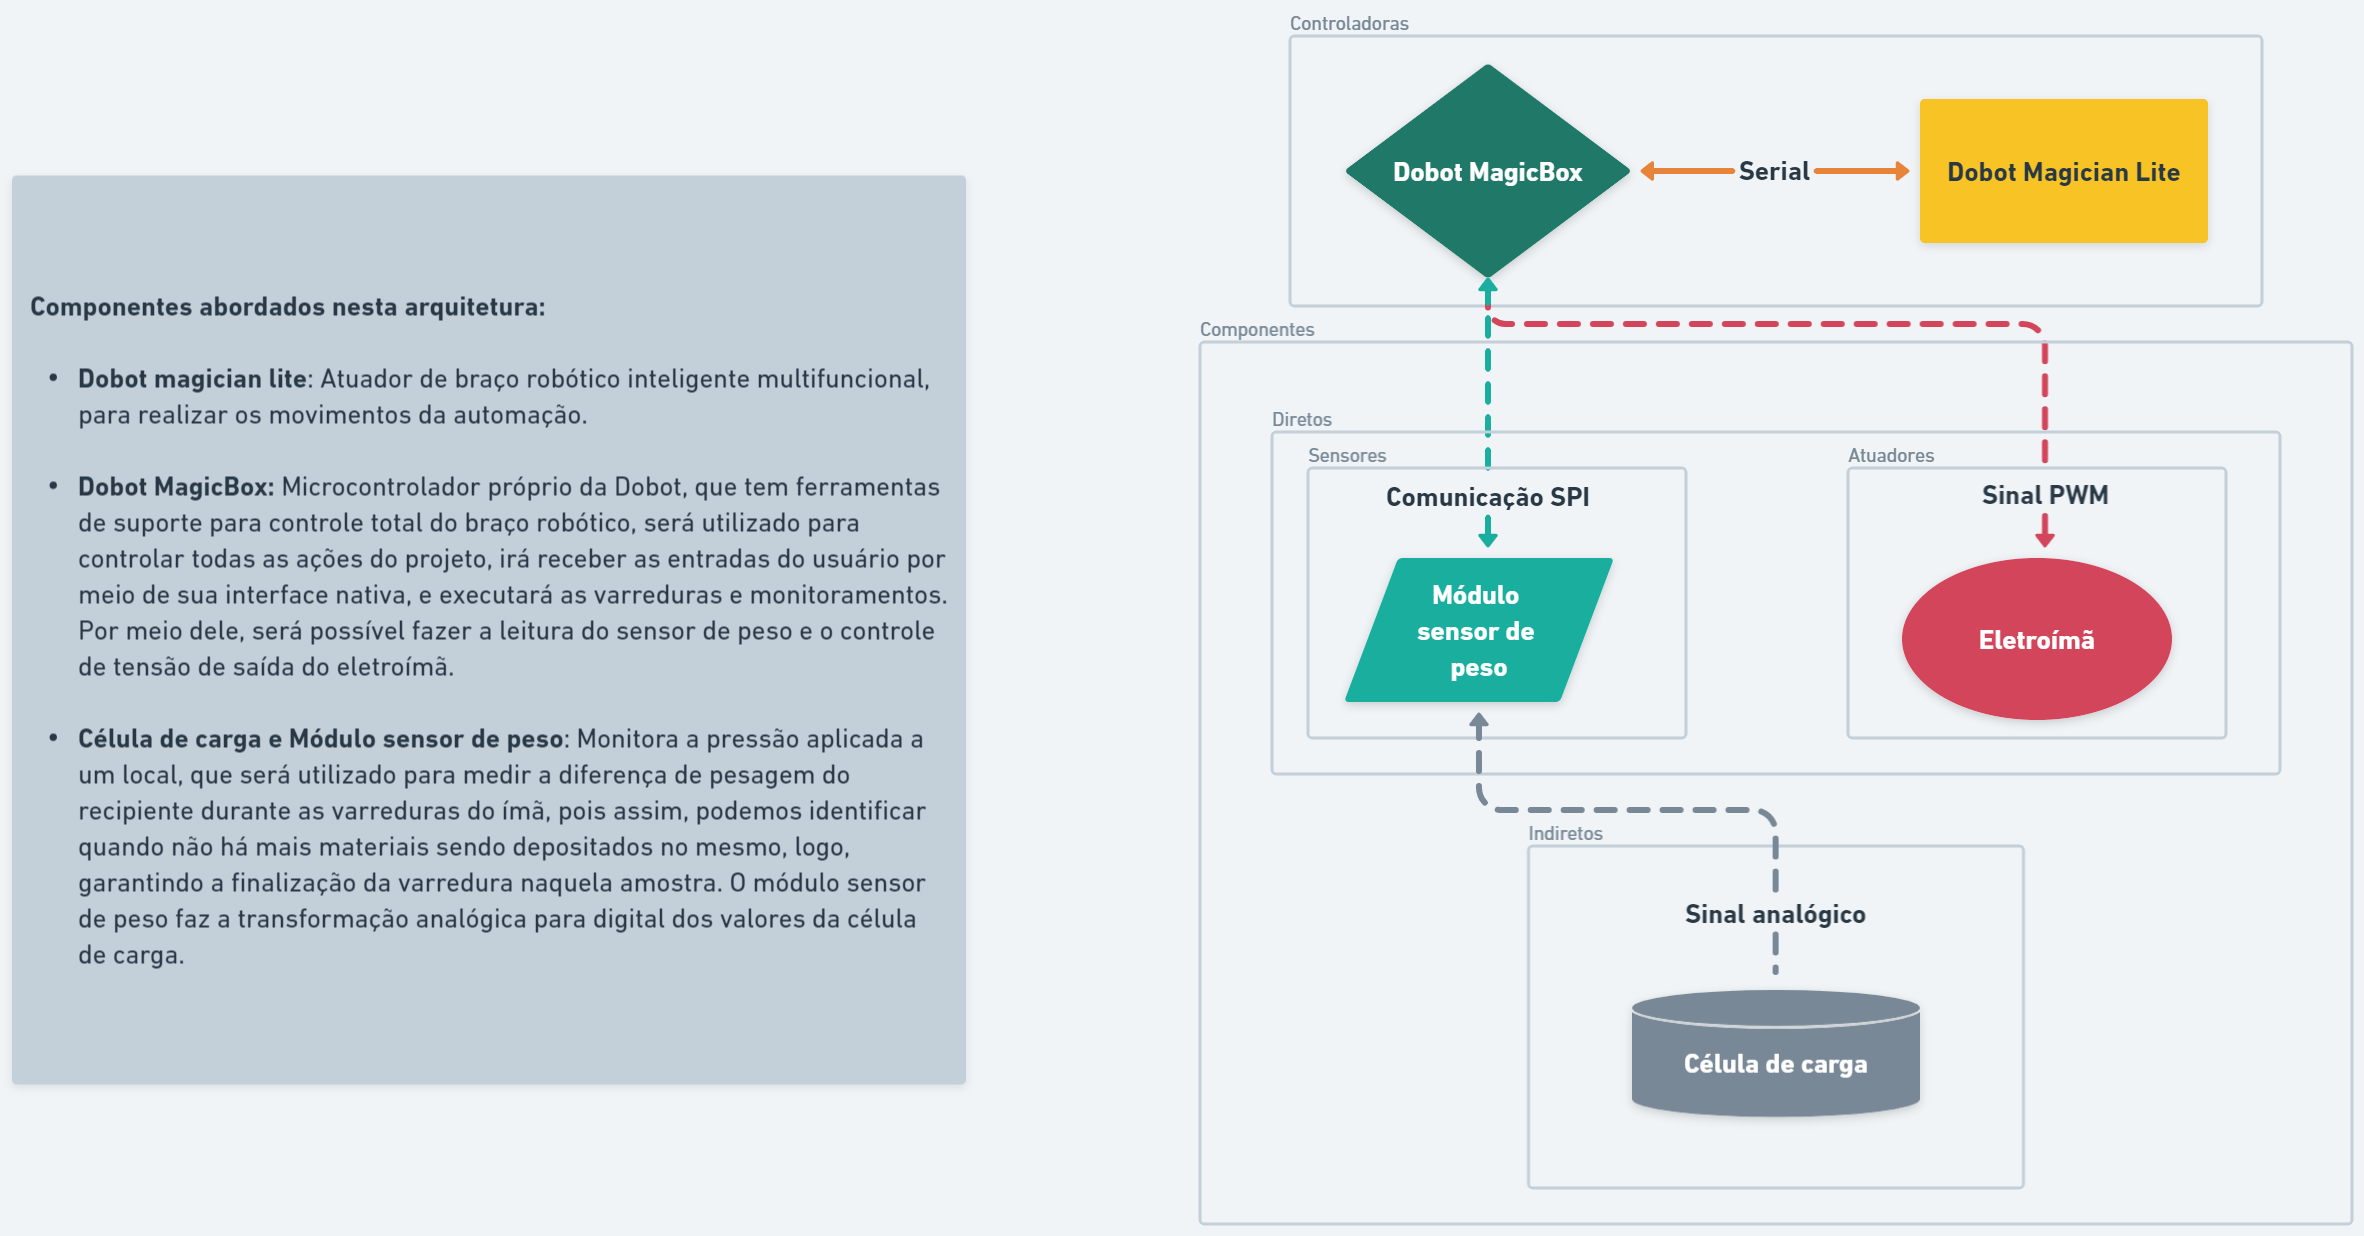 Componentes abordados nesta arquitetura:
• Dobot magician lite: Atuador de braço robótico inteligente multifuncional,
para realizar os movimentos da automação.
• Dobot MagicBox: Microcontrolador próprio da Dobot, que tem ferramentas
de suporte para controle total do braço robótico, será utilizado para
controlar todas as ações do projeto, irá receber as entradas do usuário por
meio de sua interface nativa, e executará as varreduras e monitoramentos.
Por meio dele, será possível fazer a leitura do sensor de peso e o controle
de tensão de saída do eletroímã.
• Célula de carga e Módulo sensor de peso: Monitora a pressão aplicada a
um local, que será utilizado para medir a diferença de pesagem do
recipiente durante as varreduras do ímã, pois assim, podemos identificar
quando não há mais materiais sendo depositados no mesmo, logo,
garantindo a finalização da varredura naquela amostra. O módulo sensor
de peso faz a transformação analógica para digital dos valores da célula
de carga.
Controladoras
Dobot MagicBox
Serial
Dobot Magician Lite
Componentes
Diretos
Sensores
Comunicação SPI
Módulo
sensor de
peso
Atuadores
Sinal PWM
Eletroímã
Indiretos
Sinal analógico
Célula de carga